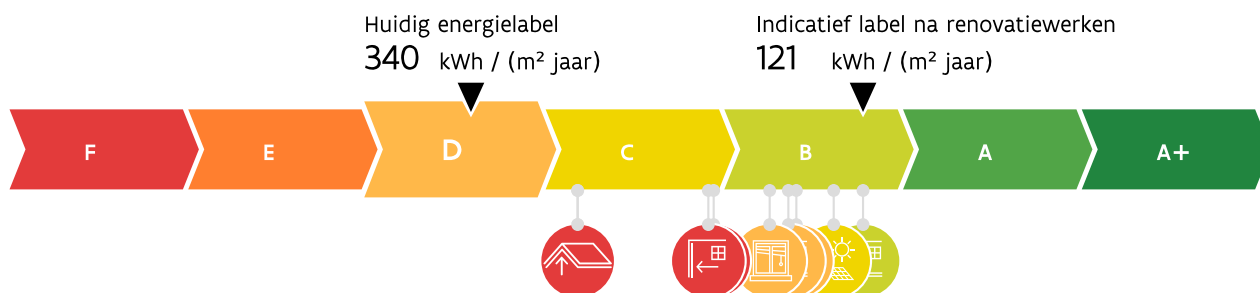 Huidig energielabel
340 kWh / (m² jaar)
Indicatief label na renovatiewerken
121 kWh / (m² jaar)
F E D C B A A+